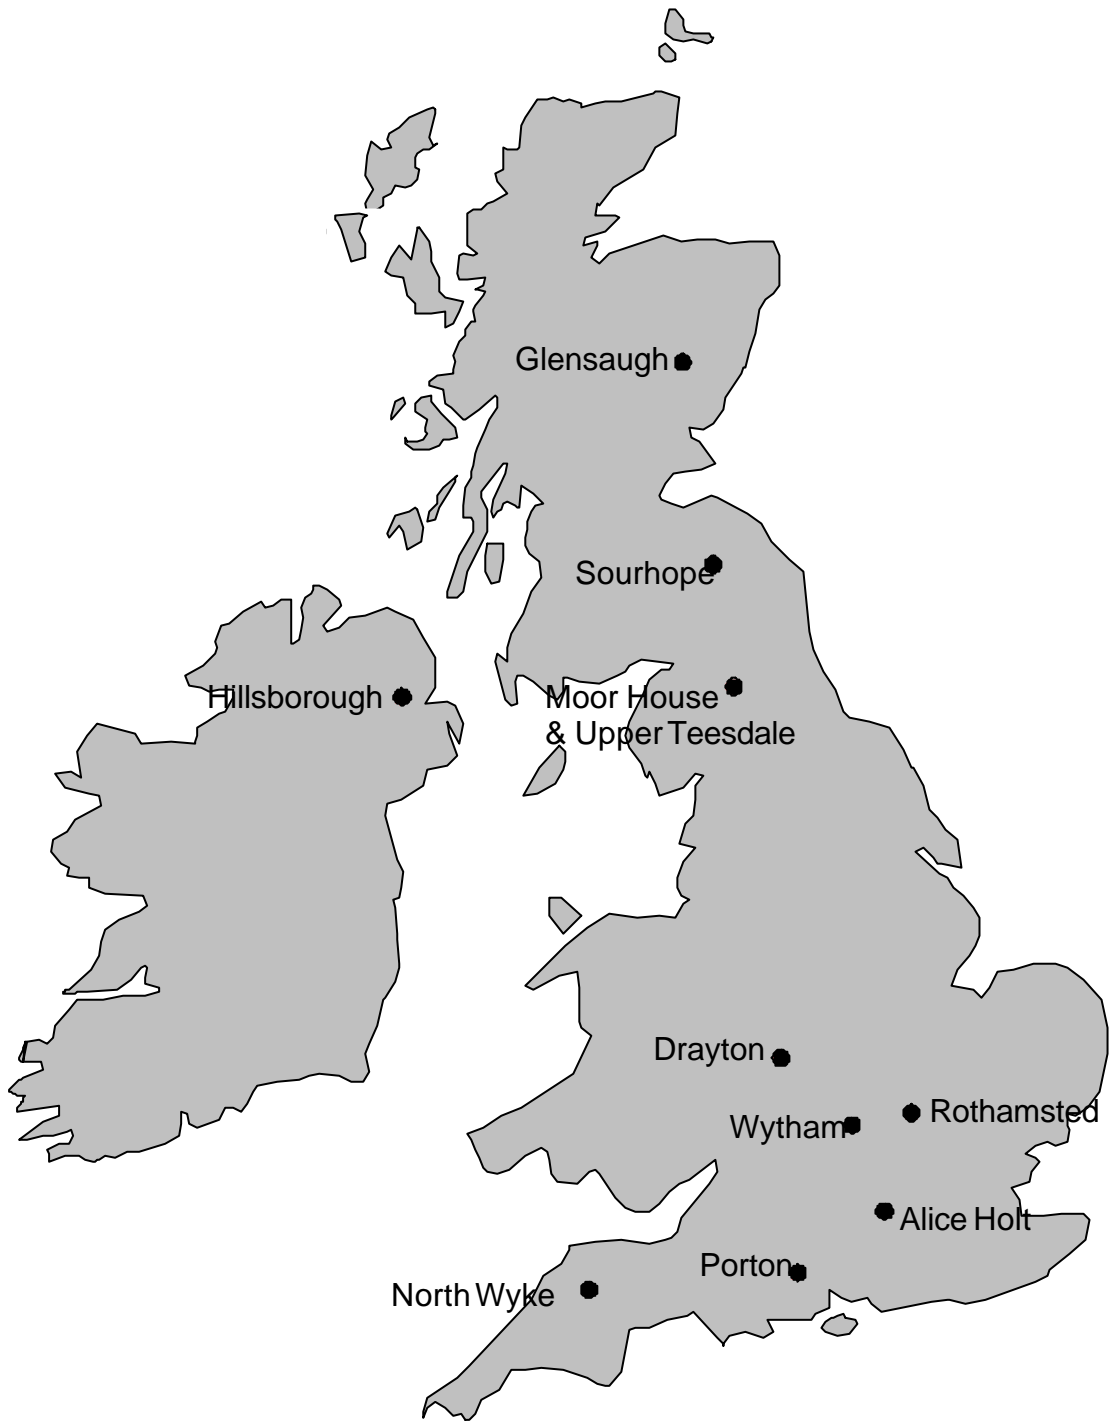 Glensaugh
Sourhope
Hillsborough
Moor House
& Upper Teesdale
Drayton
Rothamsted
Wytham
Alice Holt
Porton
North Wyke